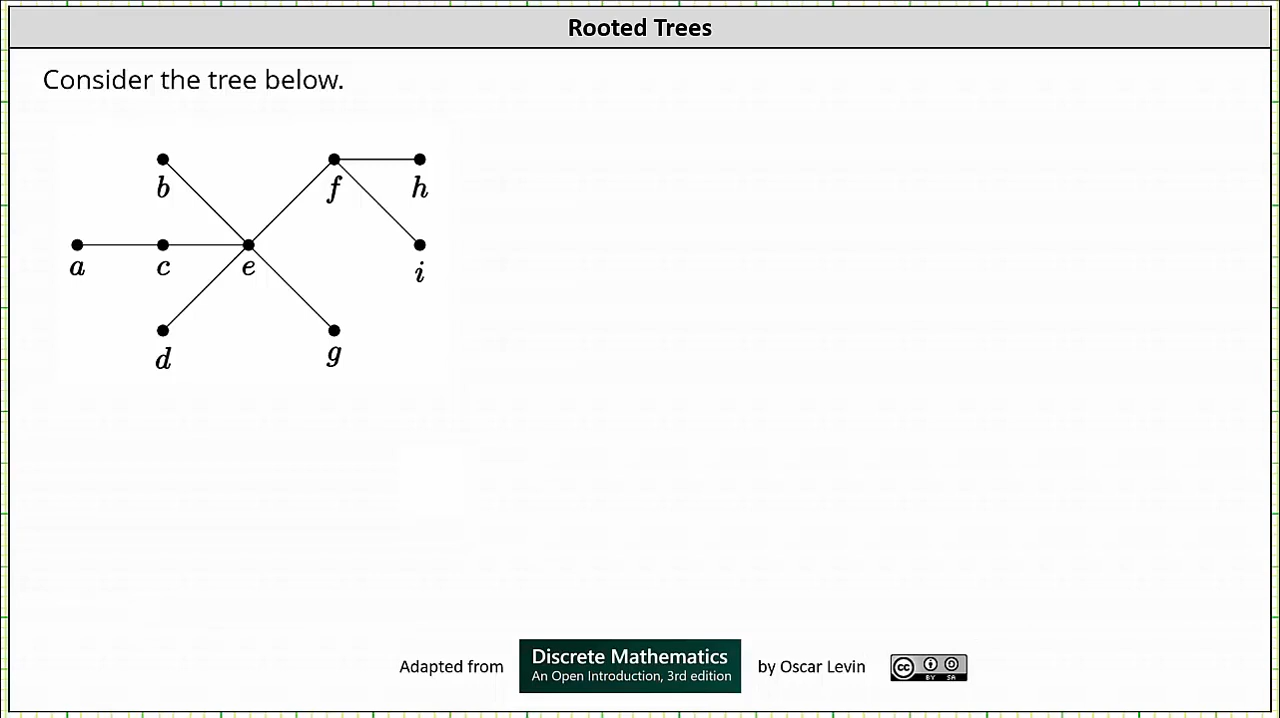 Rooted Trees
Consider the tree below.
b
f
h
a
c
e
i
d
g
Adapted from
Discrete Mathematics
An Open Introduction, 3rd edition
by Oscar Levin
cc
BY SA